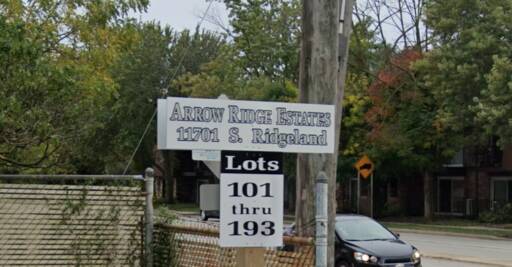 ARROW RIDGE ESTATES
11701 S. Ridgeland
Lots
101
thru
193